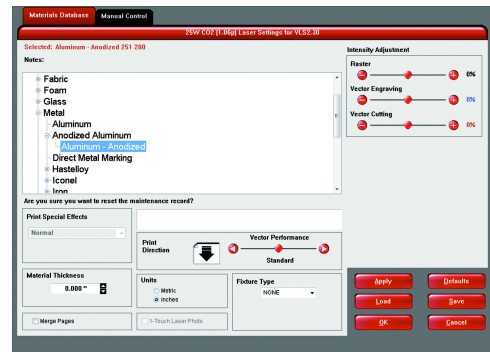 Materials Database Manual Control
25W CO2 (1.06µ) Laser Settings for VLS2.30
Selected: Aluminum - Anodized 251 200
Notes:
Fabric
Foam
Glass
Metal
Aluminum
Anodized Aluminum
Aluminum - Anodized
Direct Metal Marking
Hastelloy
Iconel
Iron
Are you sure you want to reset the maintenance record?
Print Special Effects
Normal
Print Direction
Vector Performance
Standard
Material Thickness
0.000 "
Units
Metric
inches
Fixture Type
NONE
Merge Pages
1-Touch Laser Photo
Intensity Adjustment
Raster
0%
Vector Engraving
0%
Vector Cutting
0%
Apply Defaults
Load Save
OK Cancel